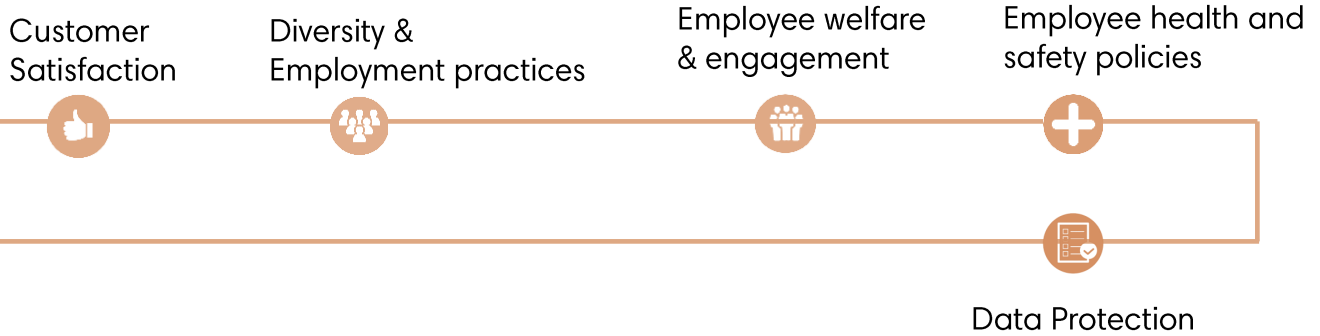 Customer
Satisfaction
Diversity &
Employment practices
Employee welfare
& engagement
Employee health and
safety policies
Data Protection